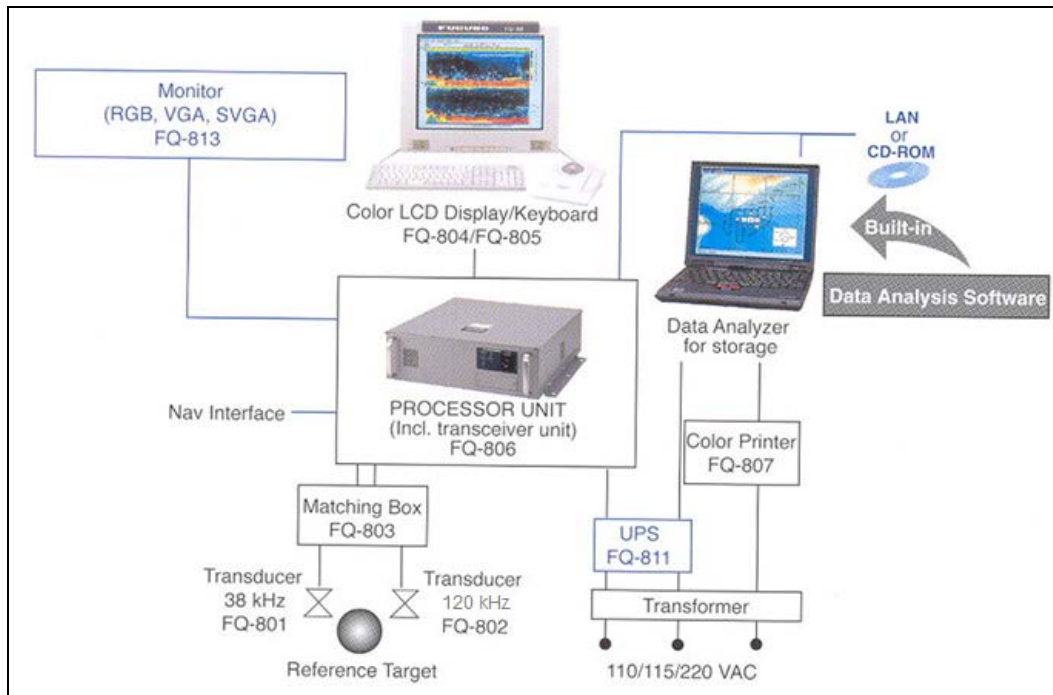 FURUNO FQ-80
Monitor
(RGB, VGA, SVGA)
FQ-813
LAN
or
CD-ROM
Color LCD Display/Keyboard
FQ-804/FQ-805
Built-in
Data Analysis Software
Data Analyzer
for storage
Nav Interface
PROCESSOR UNIT
(Incl. transceiver unit)
FQ-806
Color Printer
FQ-807
Matching Box
FQ-803
UPS
FQ-811
Transducer
38 kHz
FQ-801
Transducer
120 kHz
FQ-802
Transformer
Reference Target
110/115/220 VAC